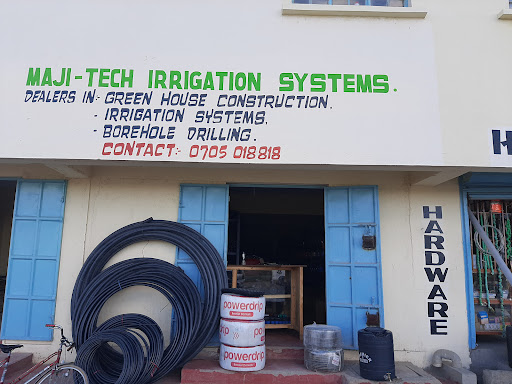 MAJI-TECH IRRIGATION SYSTEMS.
DEALERS IN:- GREEN HOUSE CONSTRUCTION.
- IRRIGATION SYSTEMS.
- BOREHOLE DRILLING.
CONTACT:- 0705 018818
H
HARDWARE
powerdrip
powerdrip
powerdrip